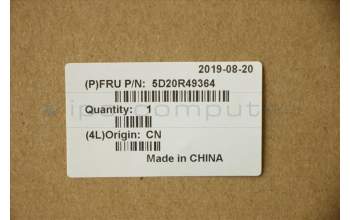 2019-08-20
(P)FRU P/N: 5D20R49364
Quantity: 1
(4L)Origin: CN
Made in CHINA